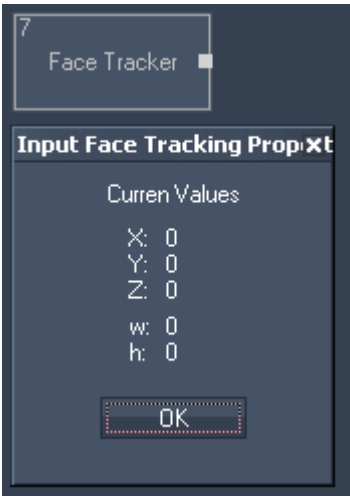 7
Face Tracker
Input Face Tracking Prop
Curren Values
X: 0
Y: 0
Z: 0
w: 0
h: 0
OK